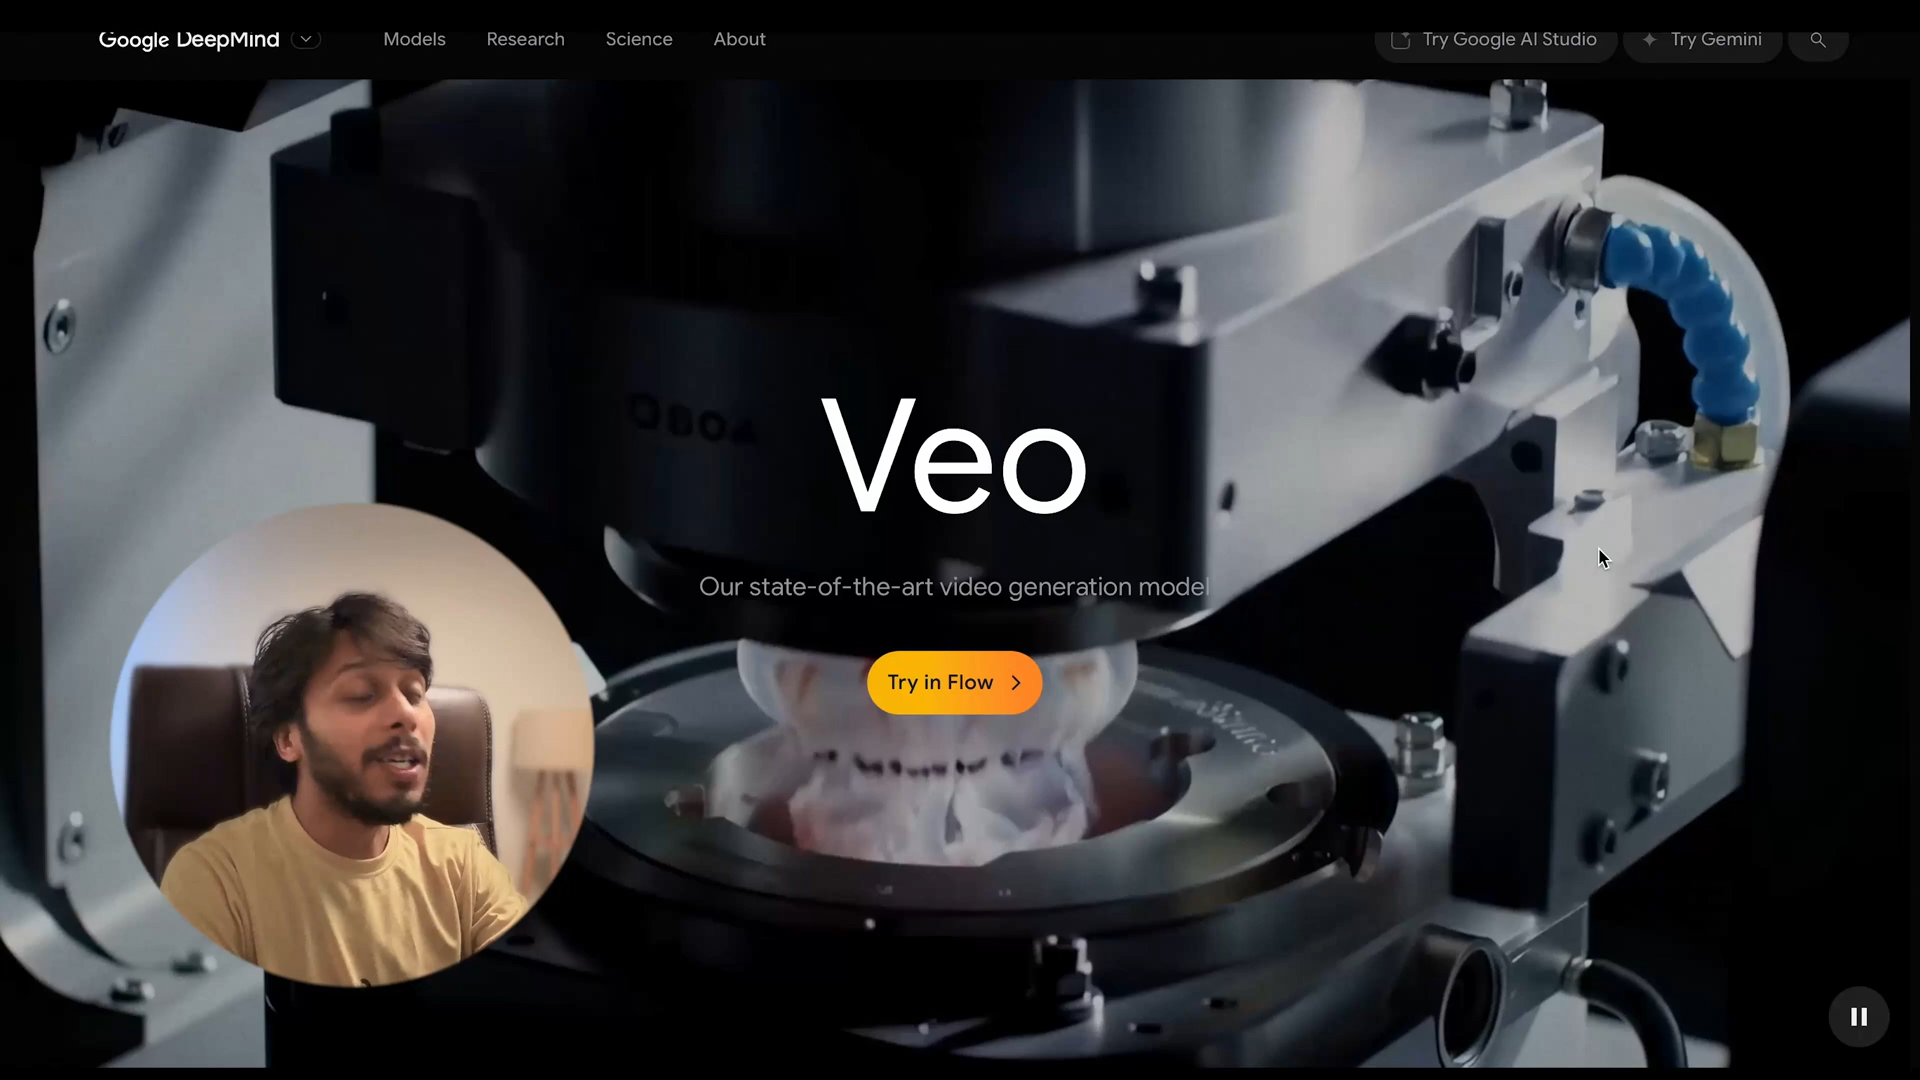 Google DeepMind
Models
Research
Science
About
Try Google AI Studio
Try Gemini
Veo
Our state-of-the-art video generation model
Try in Flow